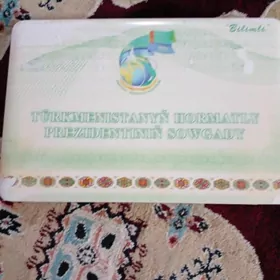 "Bilimli"
TÜRKMENISTANYŇ HORMATLY
PREZIDENTINIŇ SOWGADY